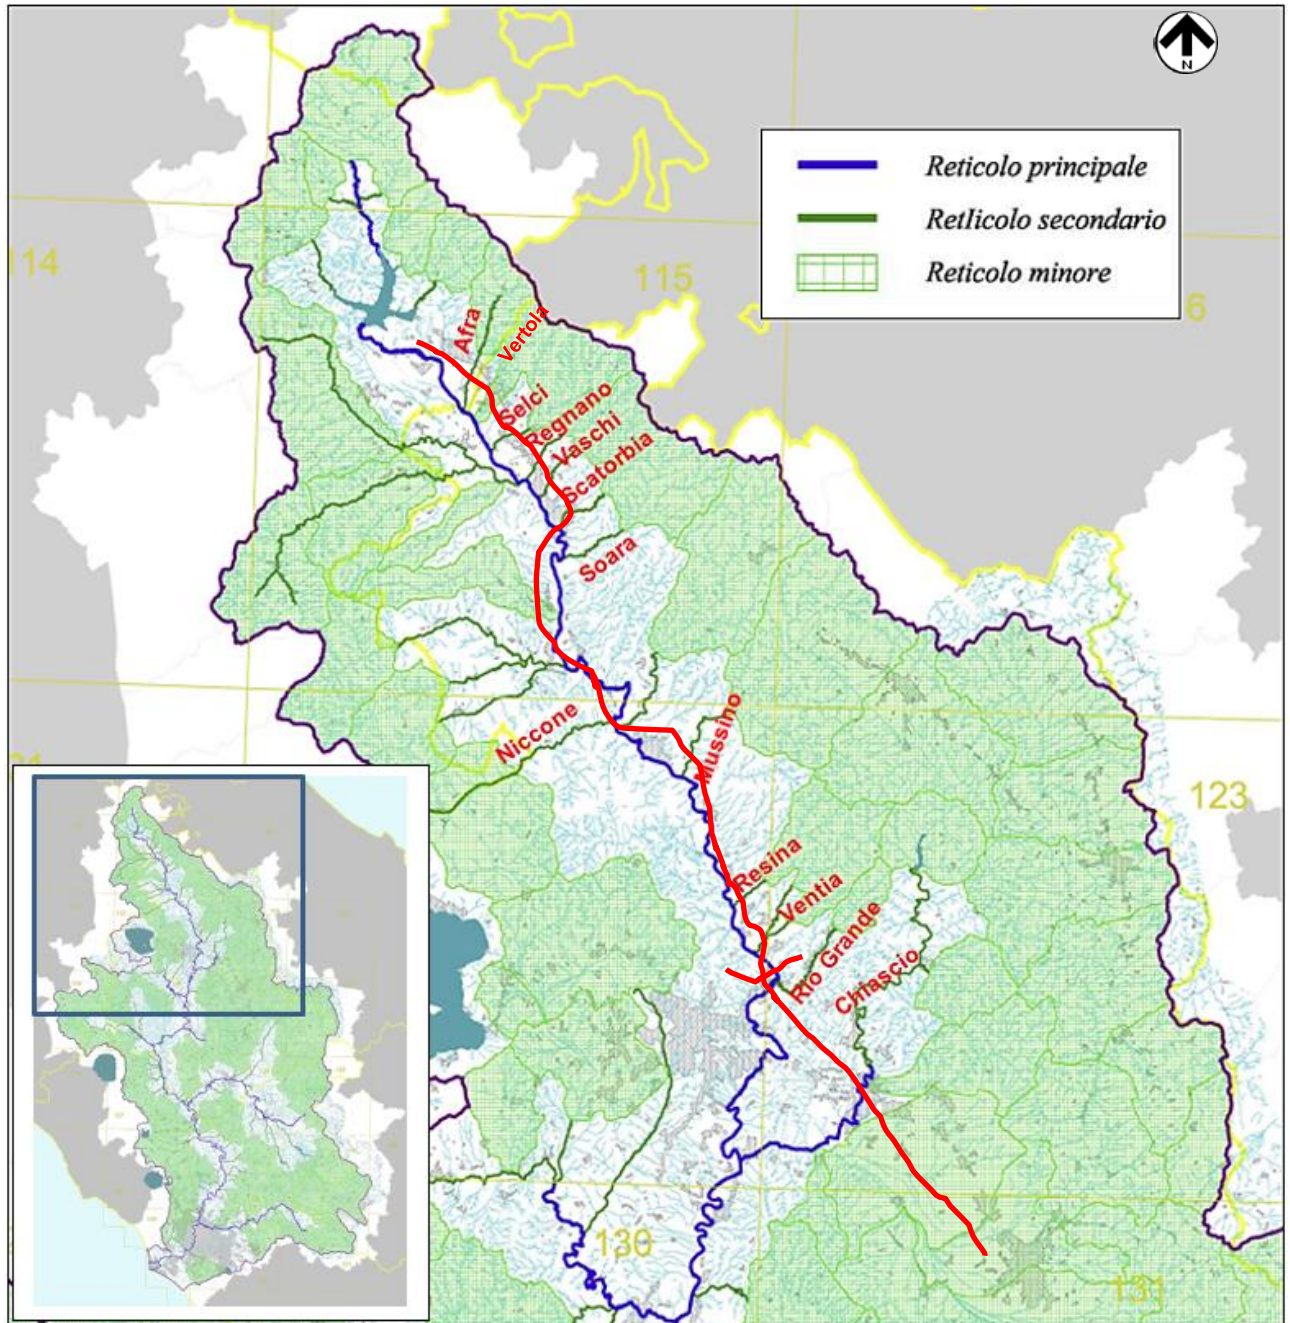 N
Reticolo principale
RetIicolo secondario
Reticolo minore
114
115
6
Afra
Vertola
Selci
Regnano
Vaschi
Scatorbia
Soara
Niccone
Mussino
123
Resina
Ventia
Rio Grande
Chiascio
130
131